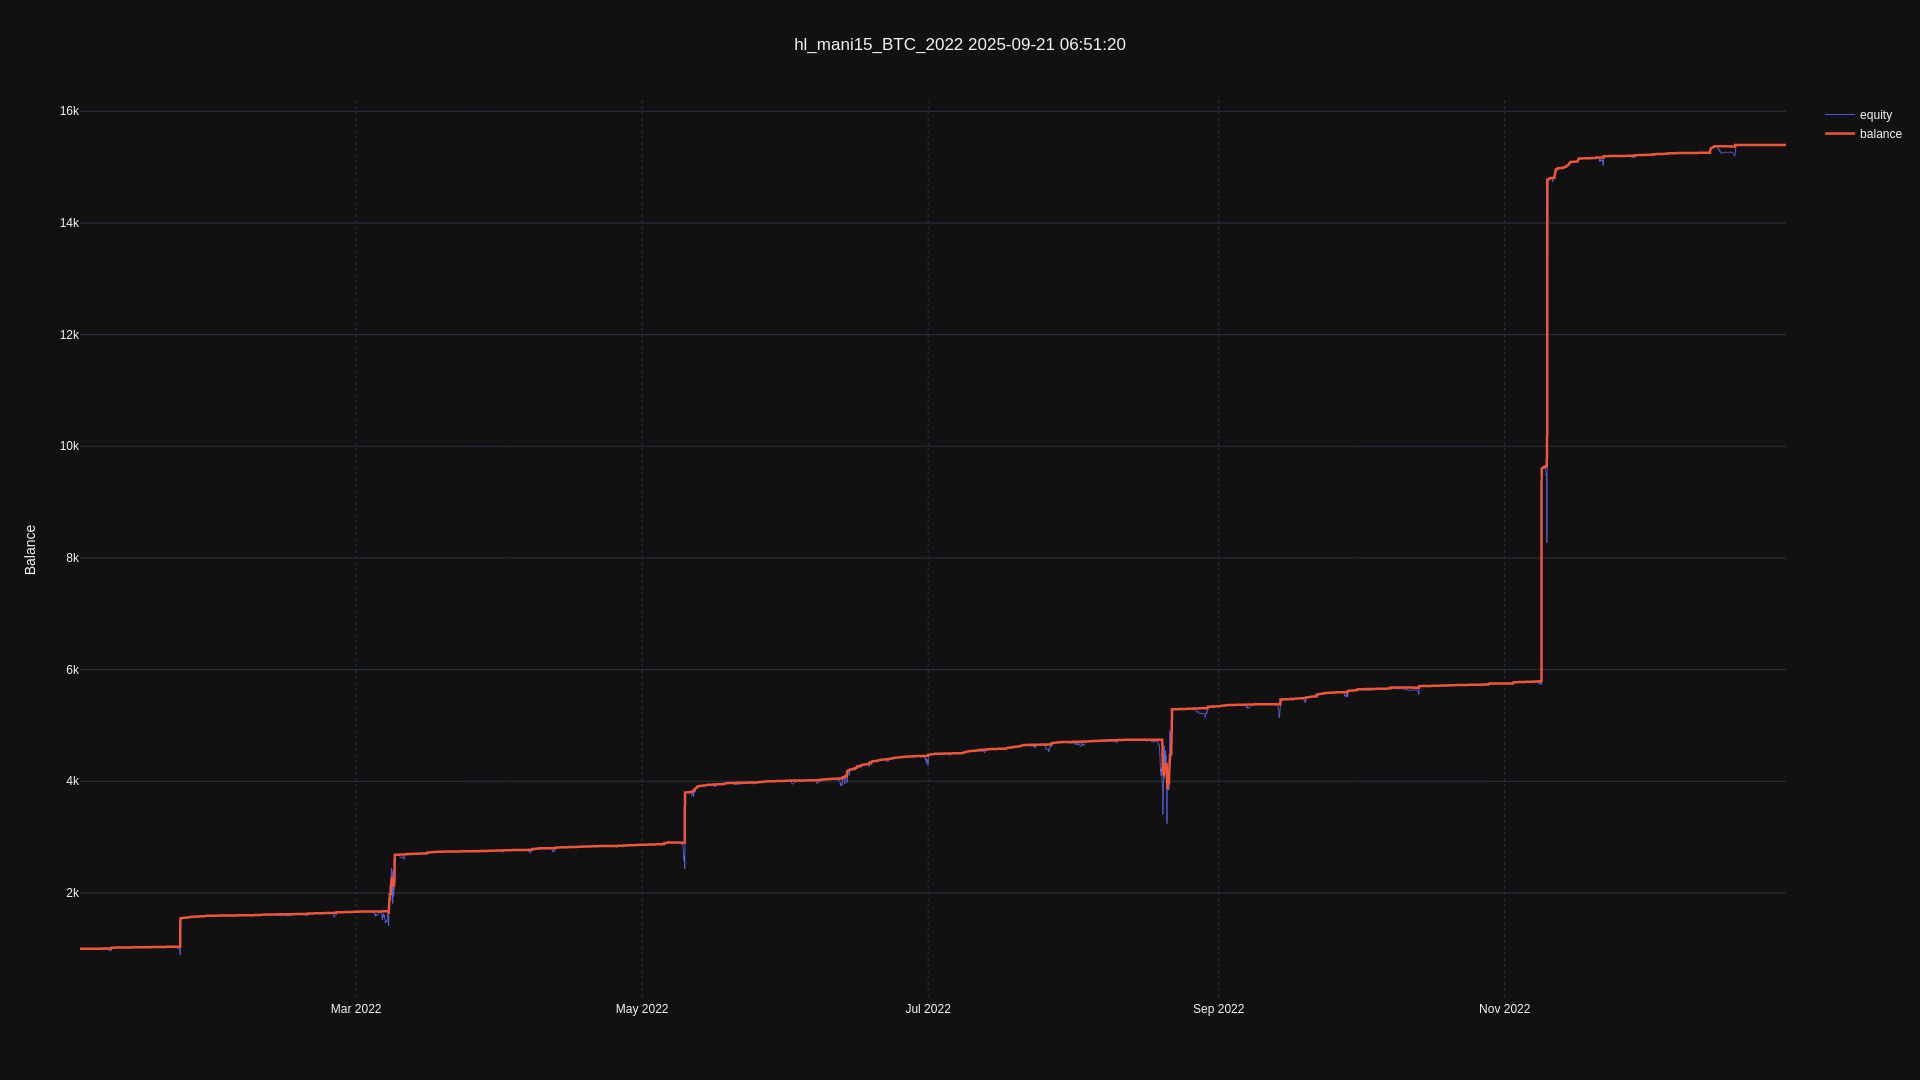 hl_mani15_BTC_2022 2025-09-21 06:51:20
16k
14k
12k
10k
8k
6k
4k
2k
Balance
Mar 2022
May 2022
Jul 2022
Sep 2022
Nov 2022
equity
balance